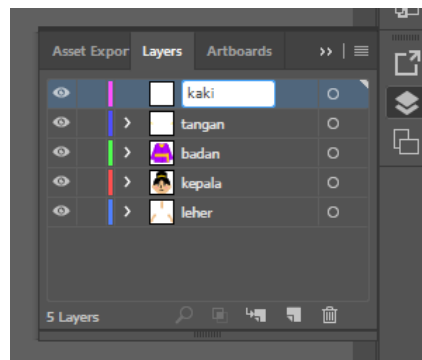 Asset Expor Layers Artboards
kaki
tangan
badan
kepala
leher
5 Layers